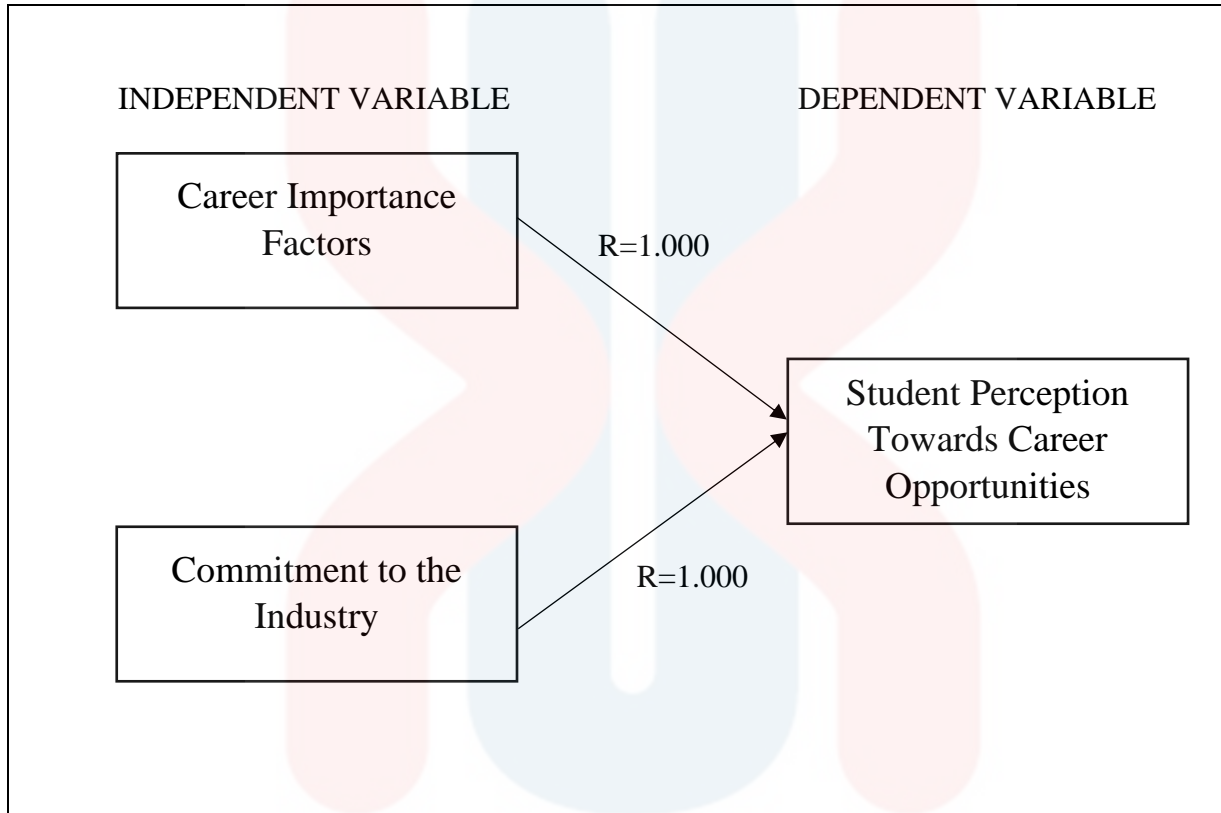 INDEPENDENT VARIABLE
DEPENDENT VARIABLE
Career Importance
Factors
R=1.000
Student Perception
Towards Career
Opportunities
Commitment to the
Industry
R=1.000